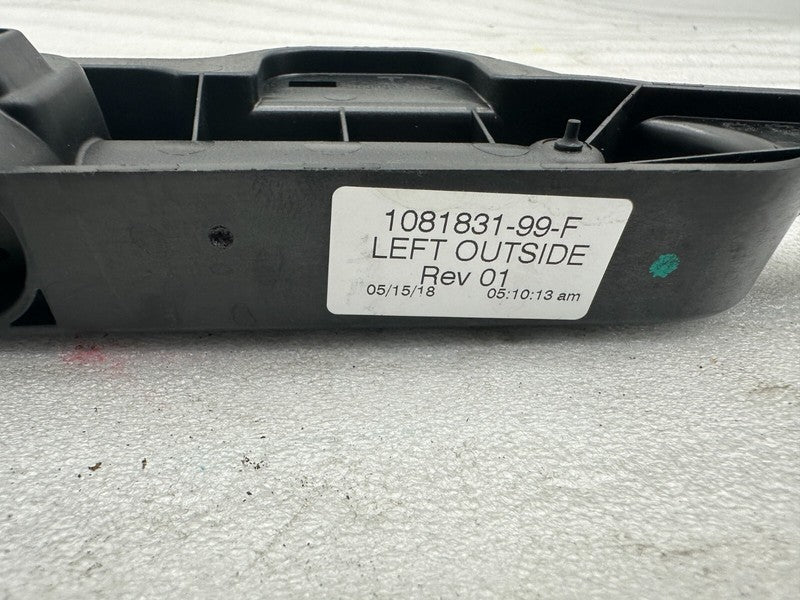 1081831-99-F
LEFT OUTSIDE
Rev 01
05/15/18 05:10:13 am